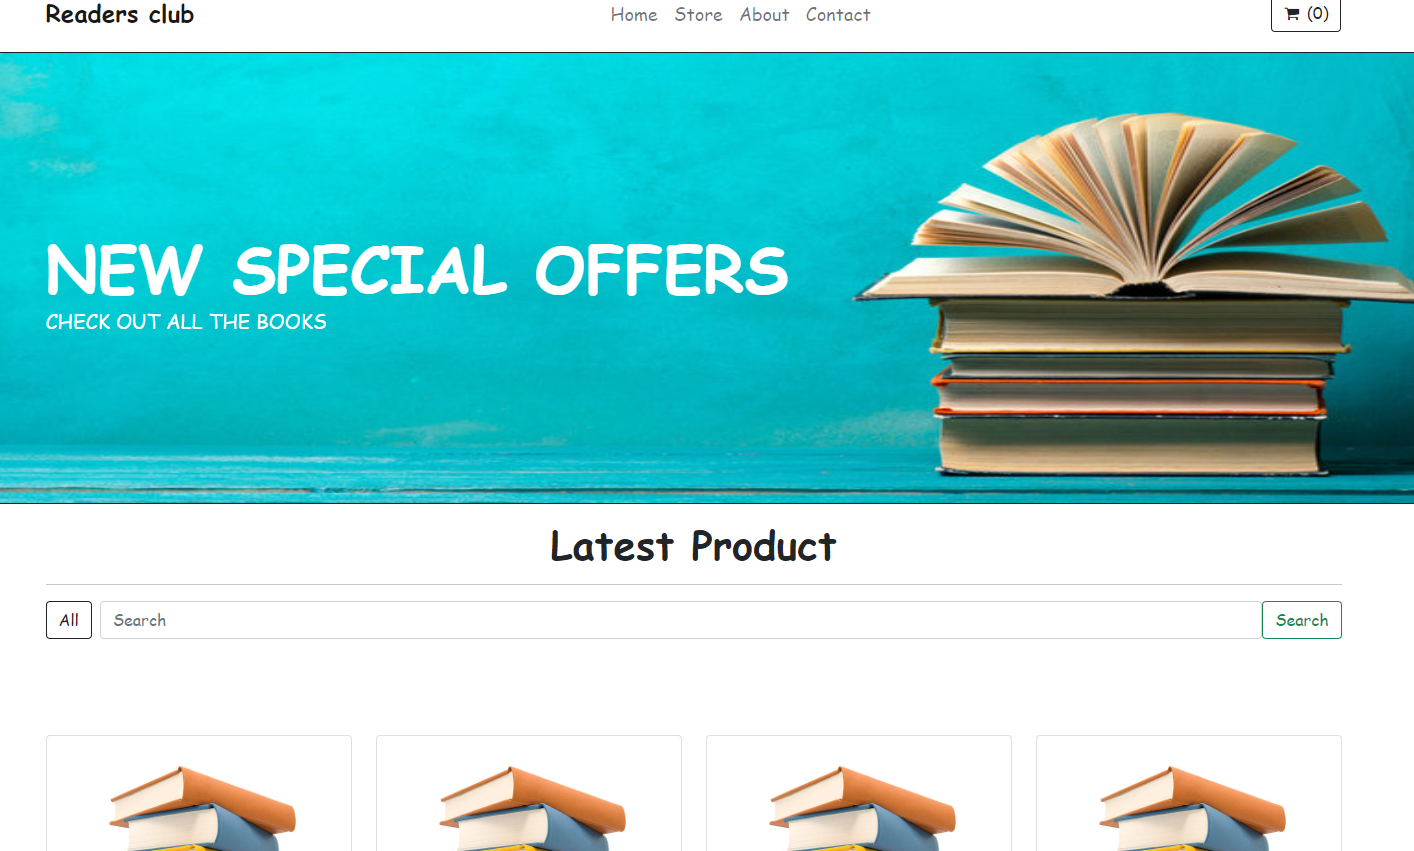 Readers club
Home Store About Contact
(0)
NEW SPECIAL OFFERS
CHECK OUT ALL THE BOOKS
Latest Product
All
Search
Search